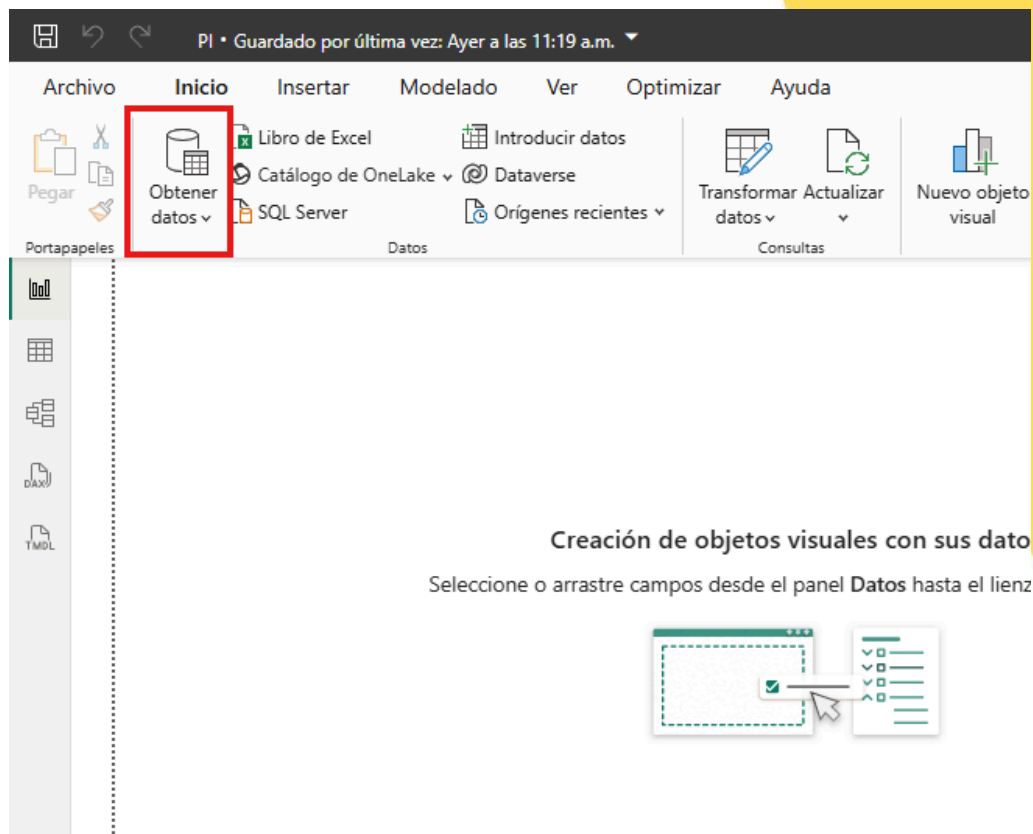 PI • Guardado por última vez: Ayer a las 11:19 a.m.
Archivo Inicio Insertar Modelado Ver Optimizar Ayuda
Pegar
Portapapeles
Obtener
datos
Libro de Excel
Catálogo de OneLake
SQL Server
Introducir datos
Dataverse
Orígenes recientes
Datos
Transformar
datos
Actualizar
Consultas
Nuevo objeto
visual
DAX
TMDL
Creación de objetos visuales con sus dato
Seleccione o arrastre campos desde el panel Datos hasta el lienz